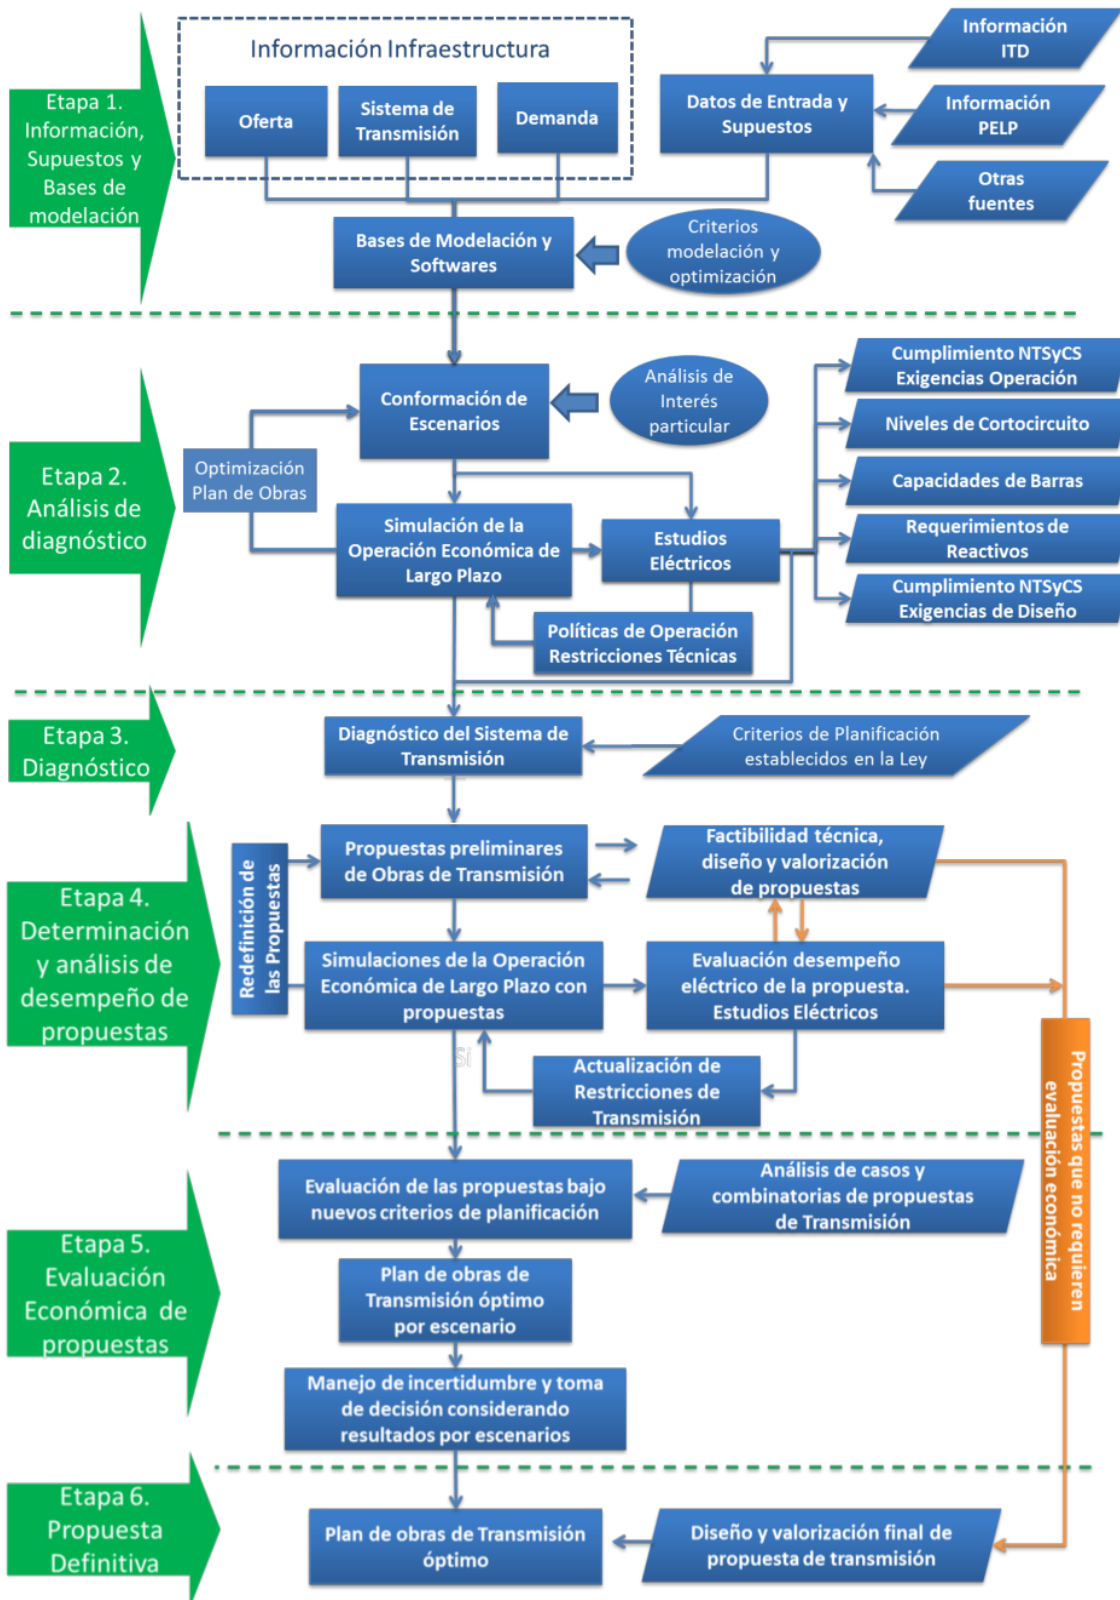 Etapa 1.
Información,
Supuestos y
Bases de
modelación
Información Infraestructura
Oferta
Sistema de
Transmisión
Demanda
Datos de Entrada y
Supuestos
Información
ITD
Información
PELP
Otras
fuentes
Bases de Modelación y
Softwares
Criterios
modelación y
optimización
Etapa 2.
Análisis de
diagnóstico
Conformación de
Escenarios
Análisis de
Interés
particular
Optimización
Plan de Obras
Simulación de la
Operación Económica de
Largo Plazo
Estudios
Eléctricos
Políticas de Operación
Restricciones Técnicas
Cumplimiento NTSyCS
Exigencias Operación
Niveles de Cortocircuito
Capacidades de Barras
Requerimientos de
Reactivos
Cumplimiento NTSyCS
Exigencias de Diseño
Etapa 3.
Diagnóstico
Diagnóstico del Sistema de
Transmisión
Criterios de Planificación
establecidos en la Ley
Etapa 4.
Determinación
y análisis de
desempeño de
propuestas
Redefinición de
las Propuestas
Propuestas preliminares
de Obras de Transmisión
Factibilidad técnica,
diseño y valorización
de propuestas
Simulaciones de la Operación
Económica de Largo Plazo con
propuestas
Evaluación desempeño
eléctrico de la propuesta.
Estudios Eléctricos
Sí
Actualización de
Restricciones de
Transmisión
Propuestas que no requieren
evaluación económica
Etapa 5.
Evaluación
Económica de
propuestas
Evaluación de las propuestas bajo
nuevos criterios de planificación
Análisis de casos y
combinatorias de propuestas
de Transmisión
Plan de obras de
Transmisión óptimo
por escenario
Manejo de incertidumbre y toma
de decisión considerando
resultados por escenarios
Etapa 6.
Propuesta
Definitiva
Plan de obras de Transmisión
óptimo
Diseño y valorización final de
propuesta de transmisión